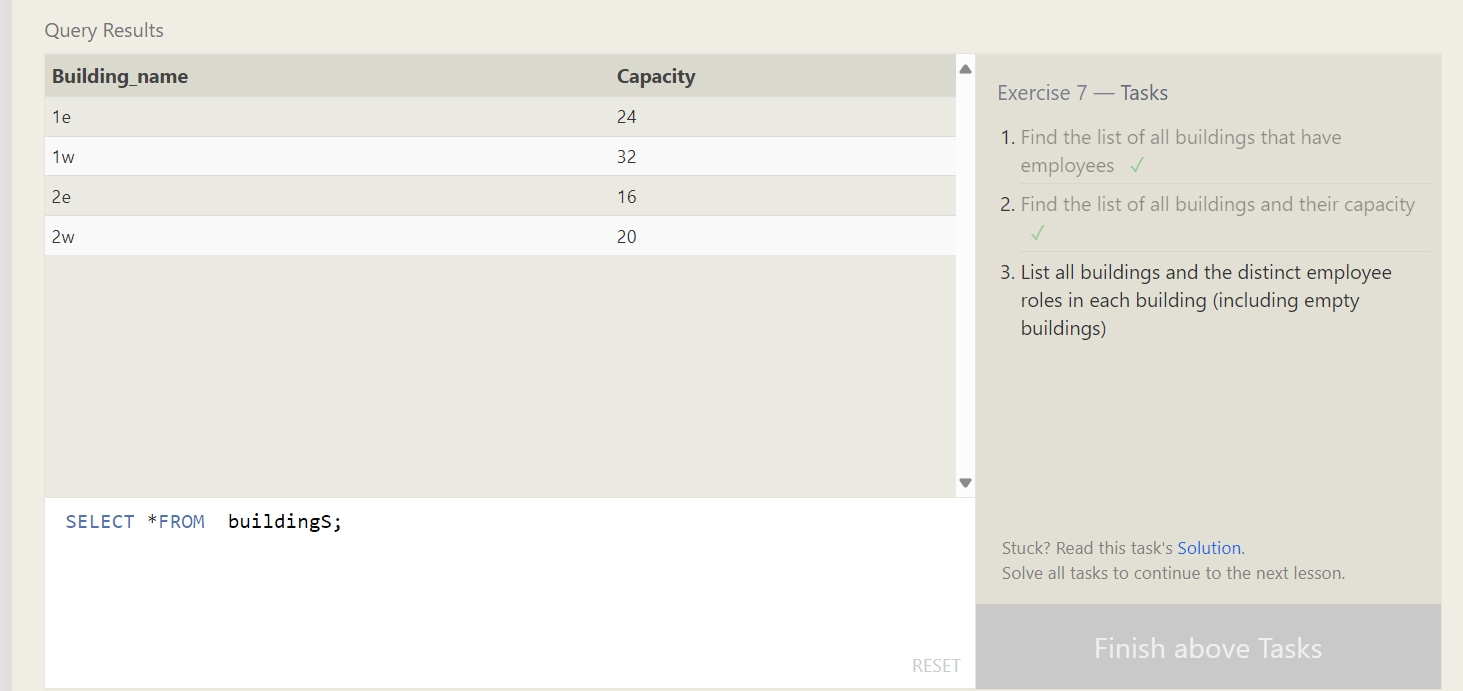 Query Results
Building_name Capacity
1e 24
1w 32
2e 16
2w 20
SELECT *FROM  buildingS;
RESET
Exercise 7 — Tasks
1. Find the list of all buildings that have
employees ✓
2. Find the list of all buildings and their capacity
✓
3. List all buildings and the distinct employee
roles in each building (including empty
buildings)
Stuck? Read this task's Solution.
Solve all tasks to continue to the next lesson.
Finish above Tasks